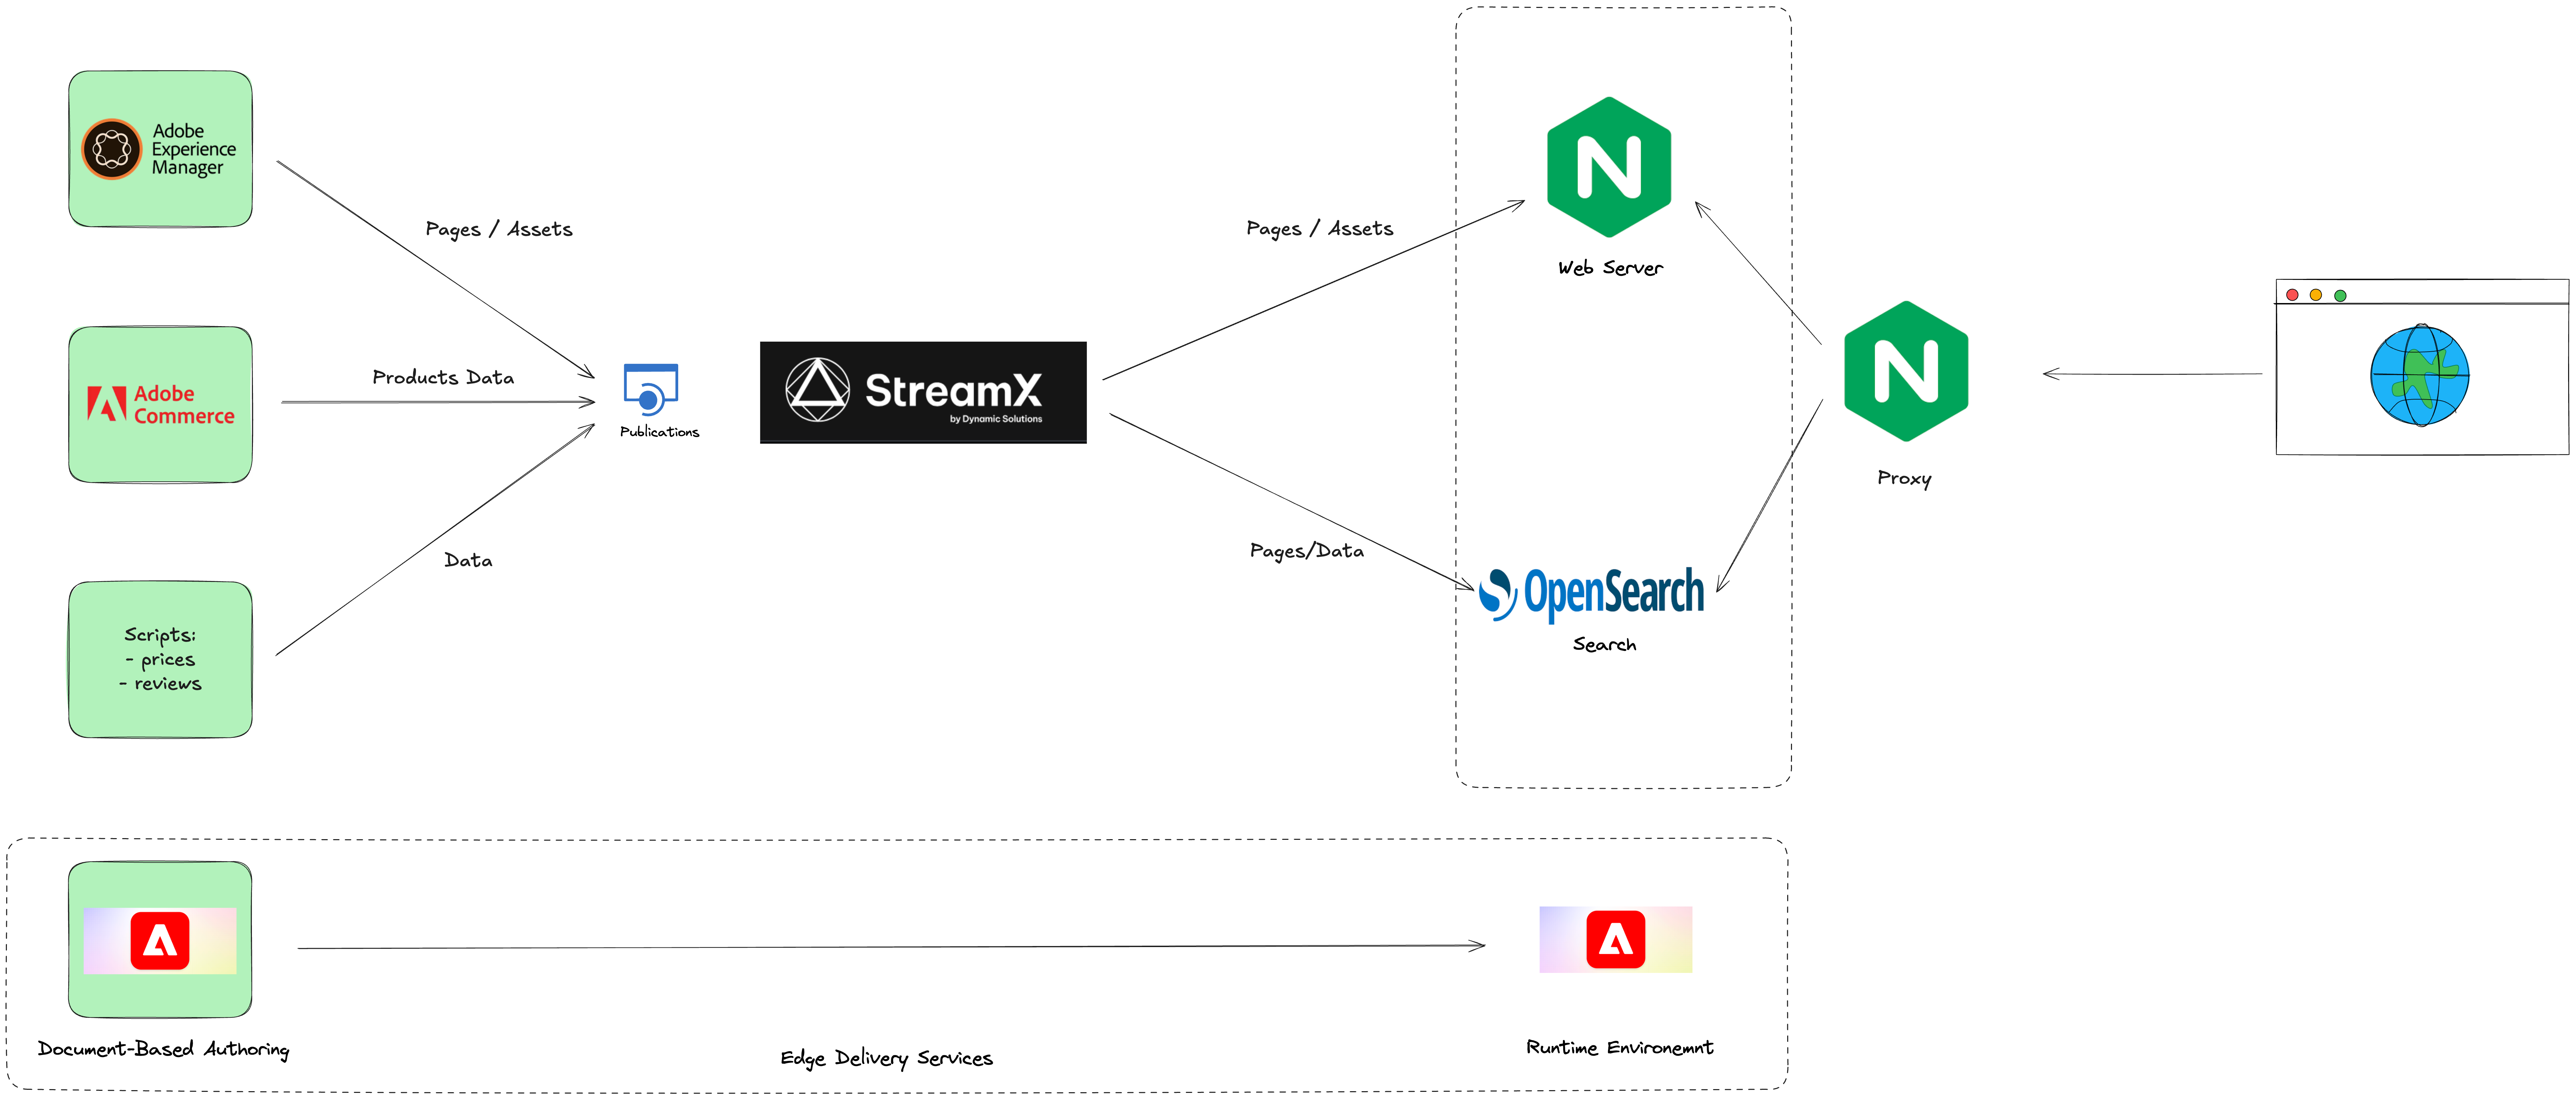 Adobe
Experience
Manager
Pages / Assets
Adobe
Commerce
Products Data
Publications
Scripts:
- prices
- reviews
Data
StreamX
by Dynamic Solutions
Pages / Assets
Pages/Data
N
Web Server
OpenSearch
Search
N
Proxy
Document-Based Authoring
Edge Delivery Services
Runtime Environemnt